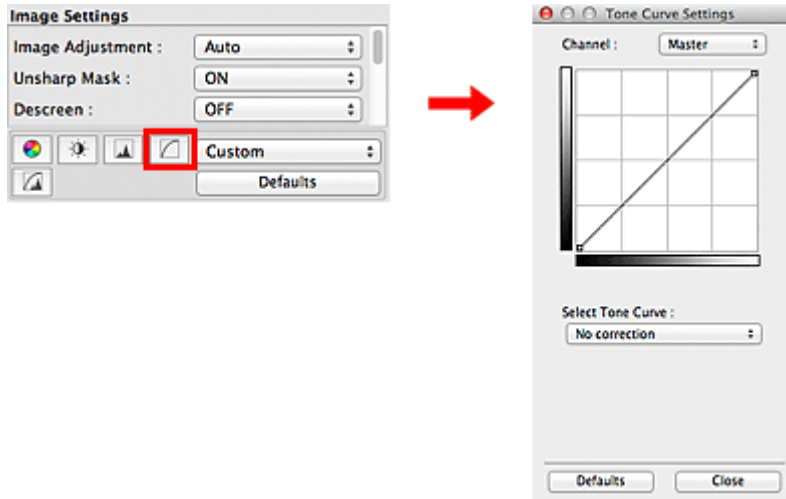 Image Settings
Image Adjustment : Auto
Unsharp Mask : ON
Descreen : OFF
Custom
Defaults
Tone Curve Settings
Channel : Master
Select Tone Curve :
No correction
Defaults Close